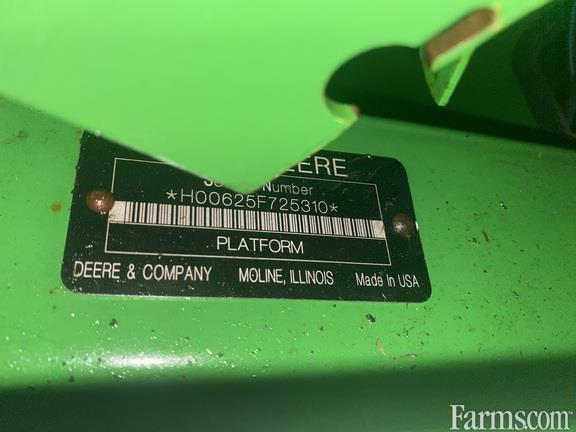 DEERE
Number
*H00625F725310*
PLATFORM
DEERE & COMPANY MOLINE, ILLINOIS Made In USA
Farms.com